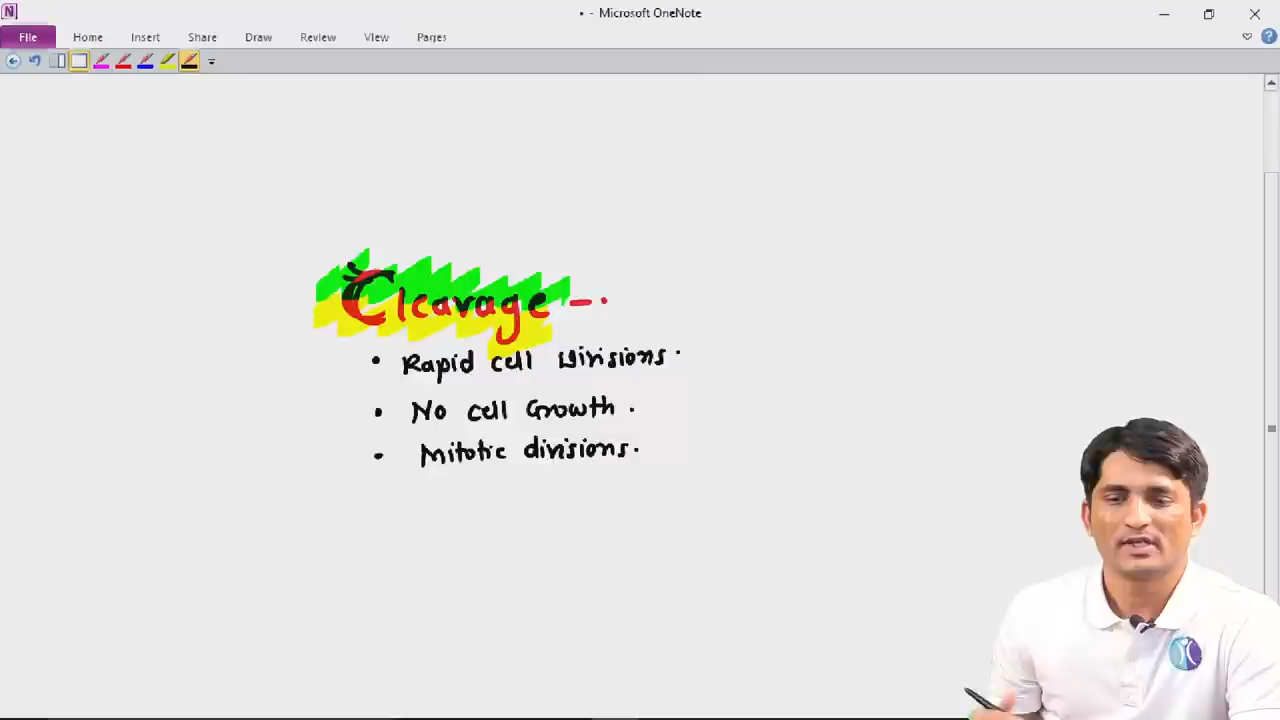 • - Microsoft OneNote
File Home Insert Share Draw Review View Pages
Cleavage -.
• Rapid cell Divisions.
• No cell Growth.
• Mitotic divisions.